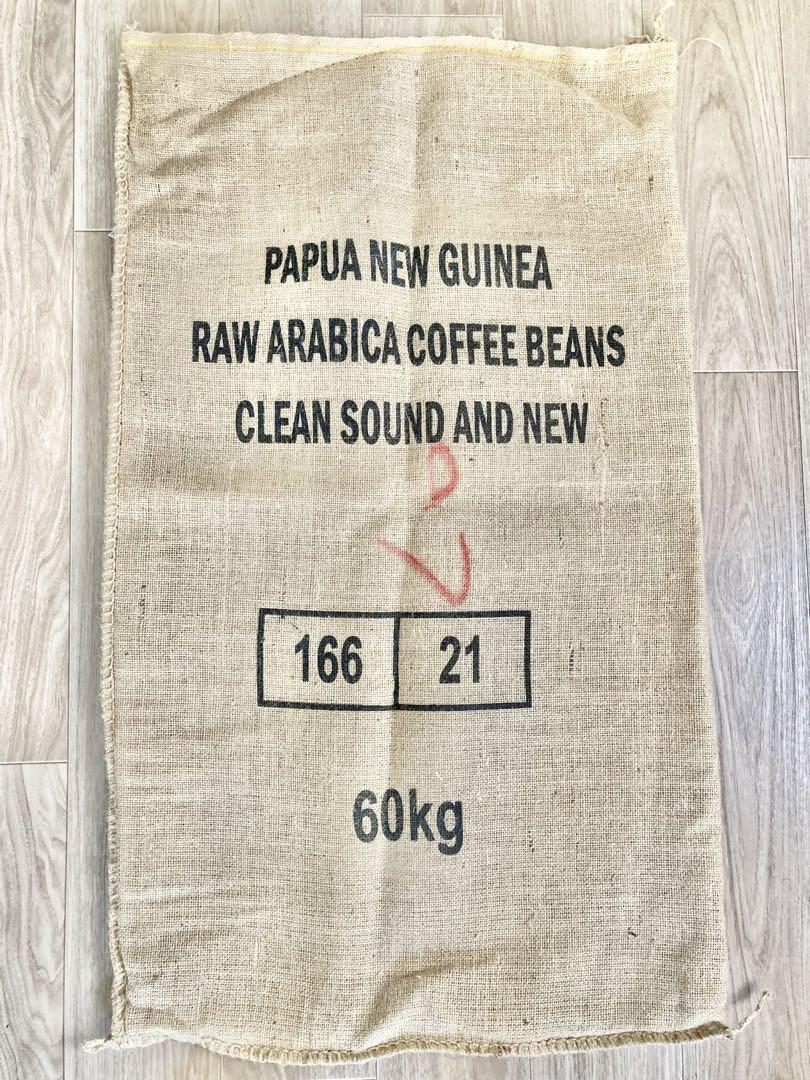 PAPUA NEW GUINEA
RAW ARABICA COFFEE BEANS
CLEAN SOUND AND NEW
166 21
60kg